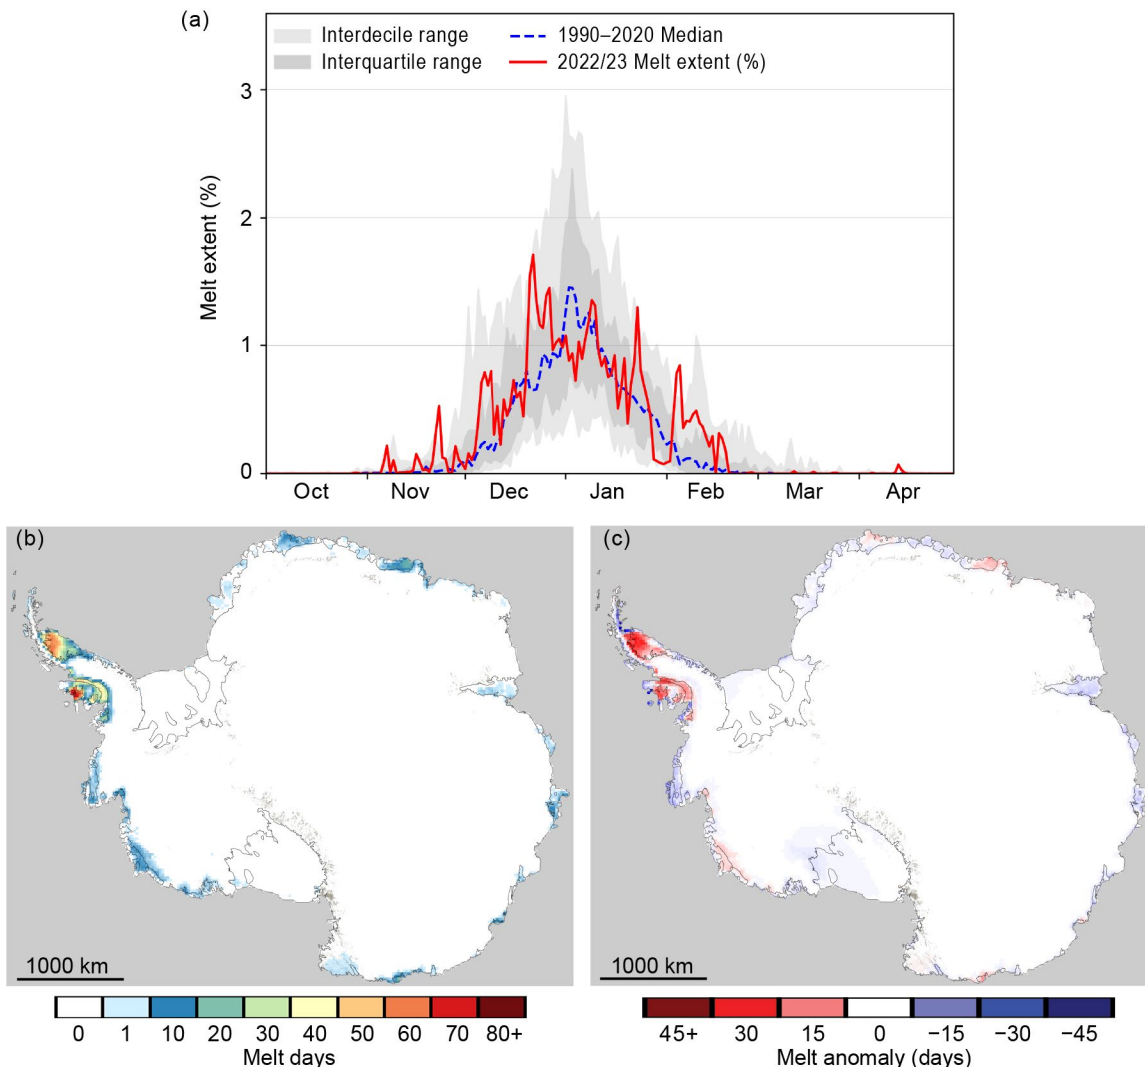 (a)
Interdecile range
Interquartile range
1990–2020 Median
2022/23 Melt extent (%)
Melt extent (%)
3
2
1
0
Oct Nov Dec Jan Feb Mar Apr
(b)
1000 km
0 1 10 20 30 40 50 60 70 80+
Melt days
(c)
1000 km
45+ 30 15 0 −15 −30 −45
Melt anomaly (days)